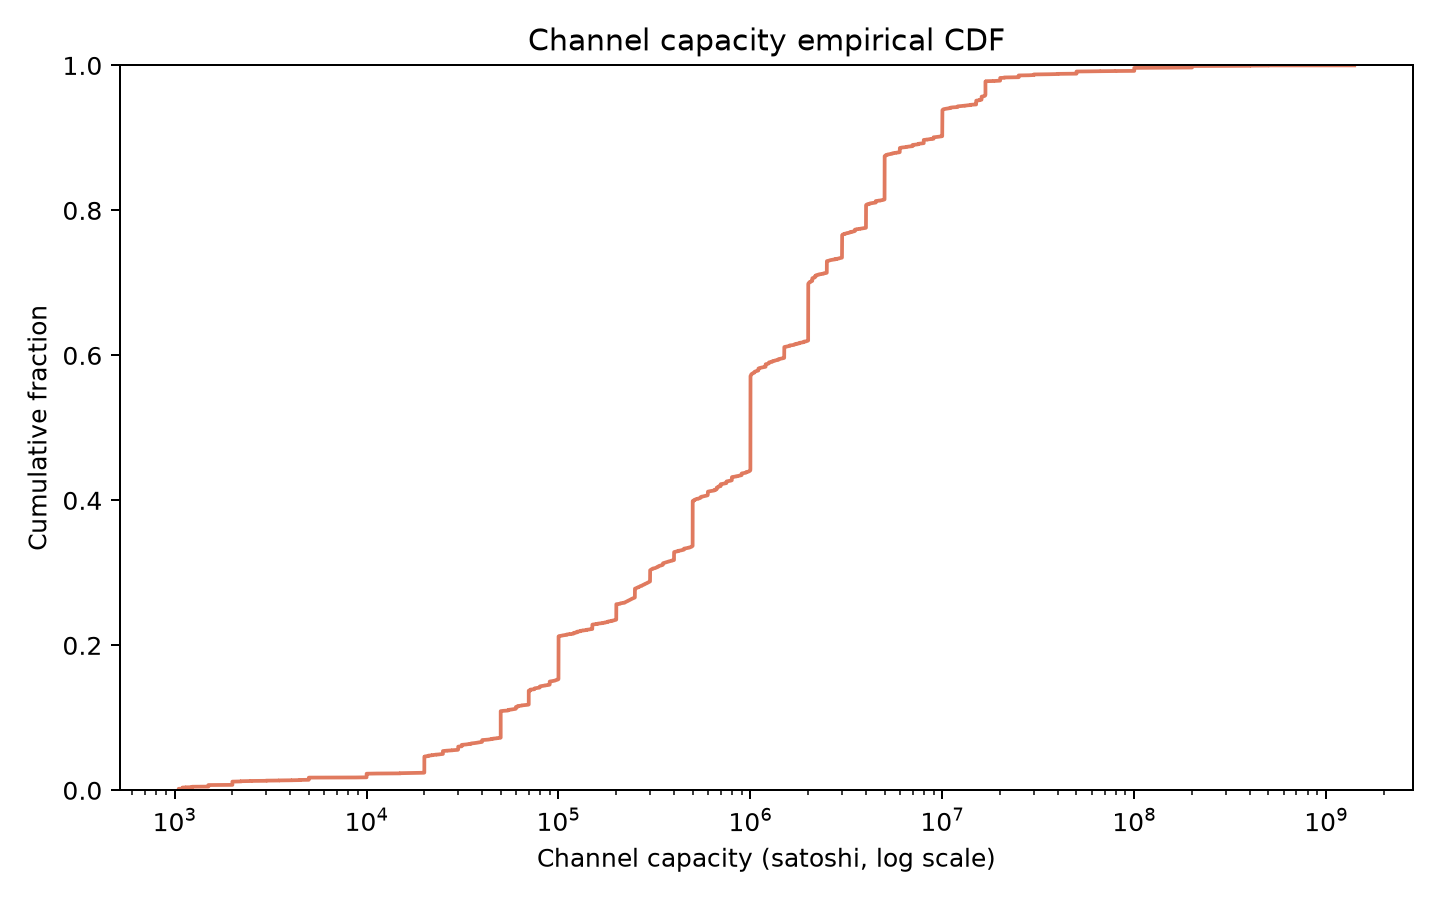 Channel capacity empirical CDF
1.0
0.8
0.6
0.4
0.2
0.0
Cumulative fraction
10³ 10⁴ 10⁵ 10⁶ 10⁷ 10⁸ 10⁹
Channel capacity (satoshi, log scale)